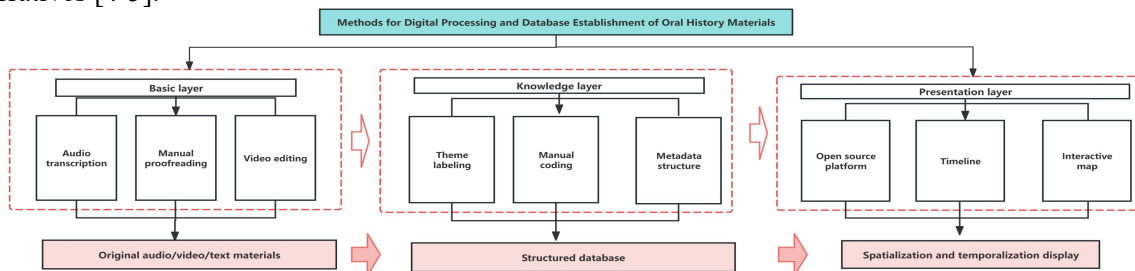 Methods for Digital Processing and Database Establishment of Oral History Materials
Basic layer
Audio
transcription
Manual
proofreading
Video editing
Original audio/video/text materials
Knowledge layer
Theme
labeling
Manual
coding
Metadata
structure
Structured database
Presentation layer
Open source
platform
Timeline
Interactive
map
Spatialization and temporalization display